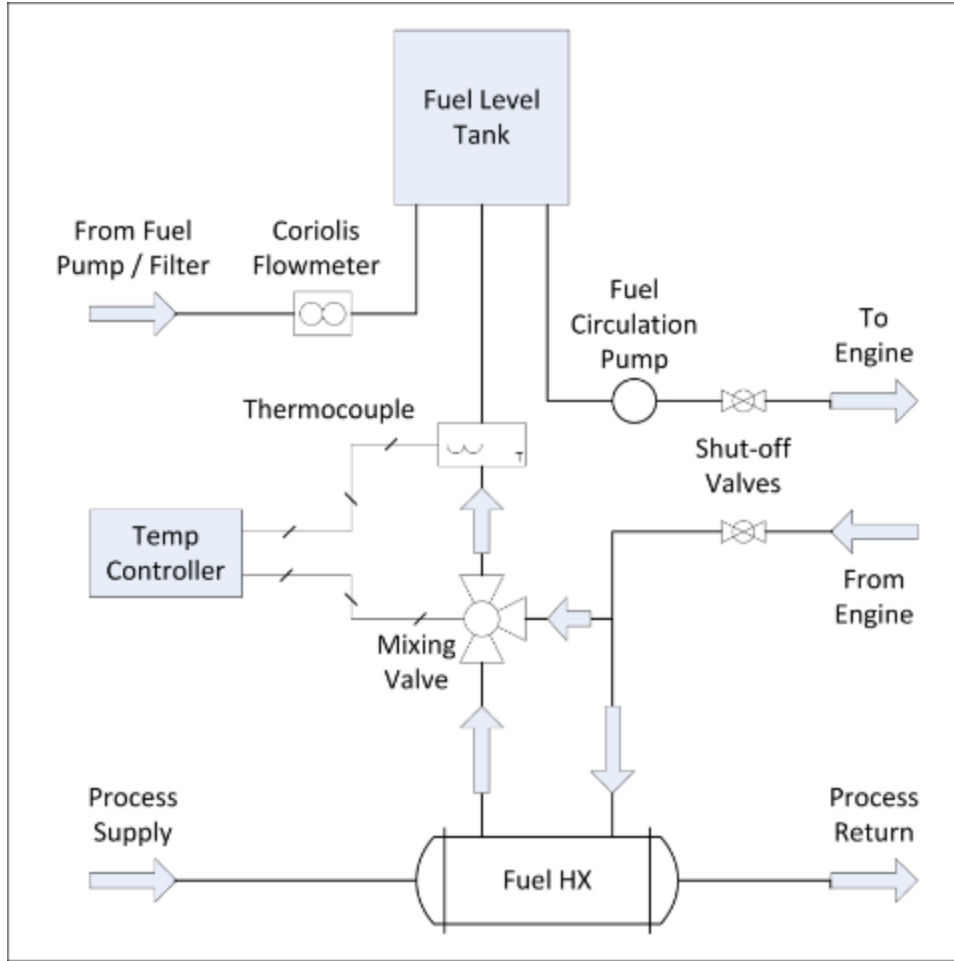 Fuel Level
Tank
From Fuel
Pump / Filter
Coriolis
Flowmeter
Fuel
Circulation
Pump
To
Engine
Thermocouple
T
Shut-off
Valves
Temp
Controller
From
Engine
Mixing
Valve
Process
Supply
Process
Return
Fuel HX